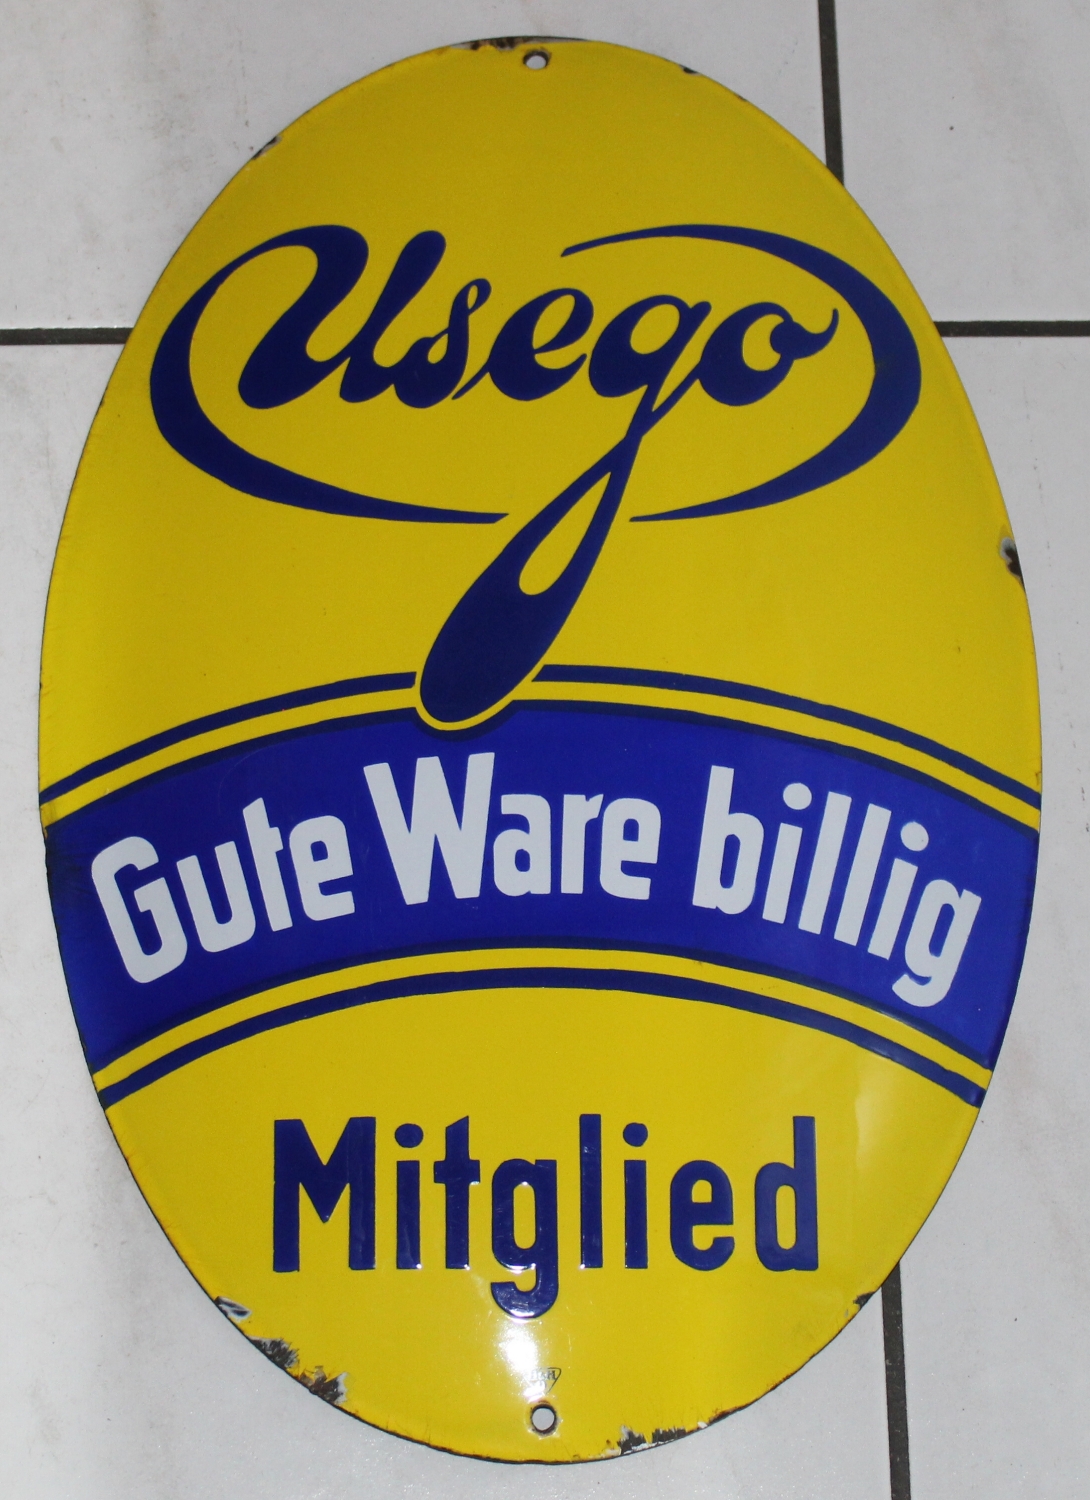 Usego
Gute Ware billig
Mitglied